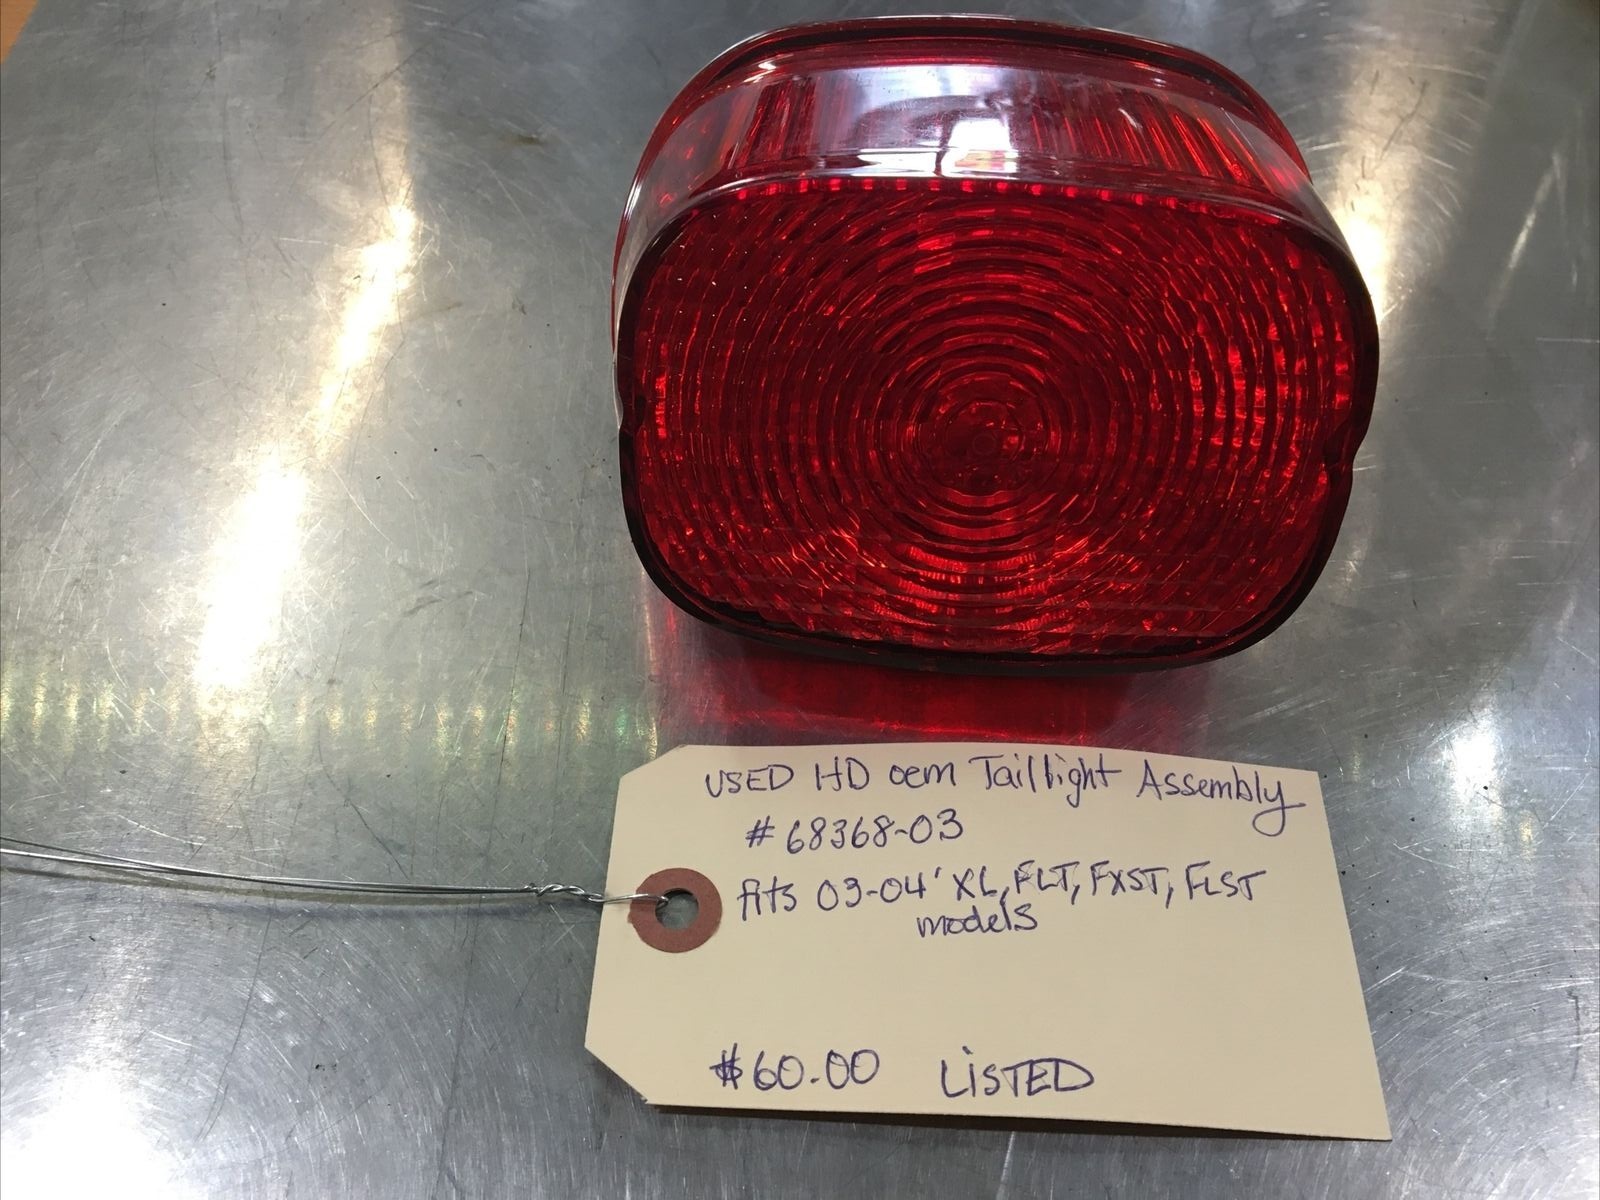 USED HD oem Taillight Assembly
# 68368-03
fits 03-04' XL, FLT, FXST, FLST
models
$60.00 LiSTED